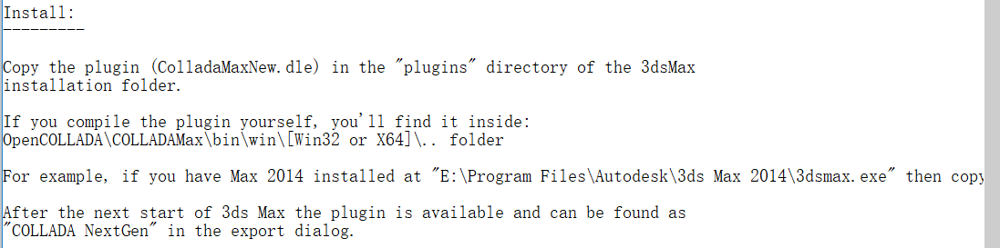 Install:
---------
Copy the plugin (ColladaMaxNew.dle) in the "plugins" directory of the 3dsMax
installation folder.
If you compile the plugin yourself, you'll find it inside:
OpenCOLLADA\COLLADAMax\bin\win\[Win32 or X64]\.. folder
For example, if you have Max 2014 installed at "E:\Program Files\Autodesk\3ds Max 2014\3dsmax.exe" then copy
After the next start of 3ds Max the plugin is available and can be found as
"COLLADA NextGen" in the export dialog.